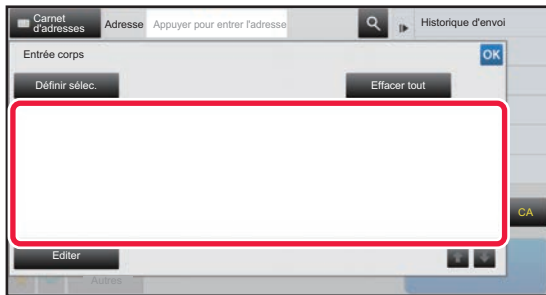 Carnet
d'adresses
Adresse
Appuyer pour entrer l'adresse
Historique d'envoi
Entrée corps
OK
Définir sélec.
Effacer tout
CA
Editer
Autres